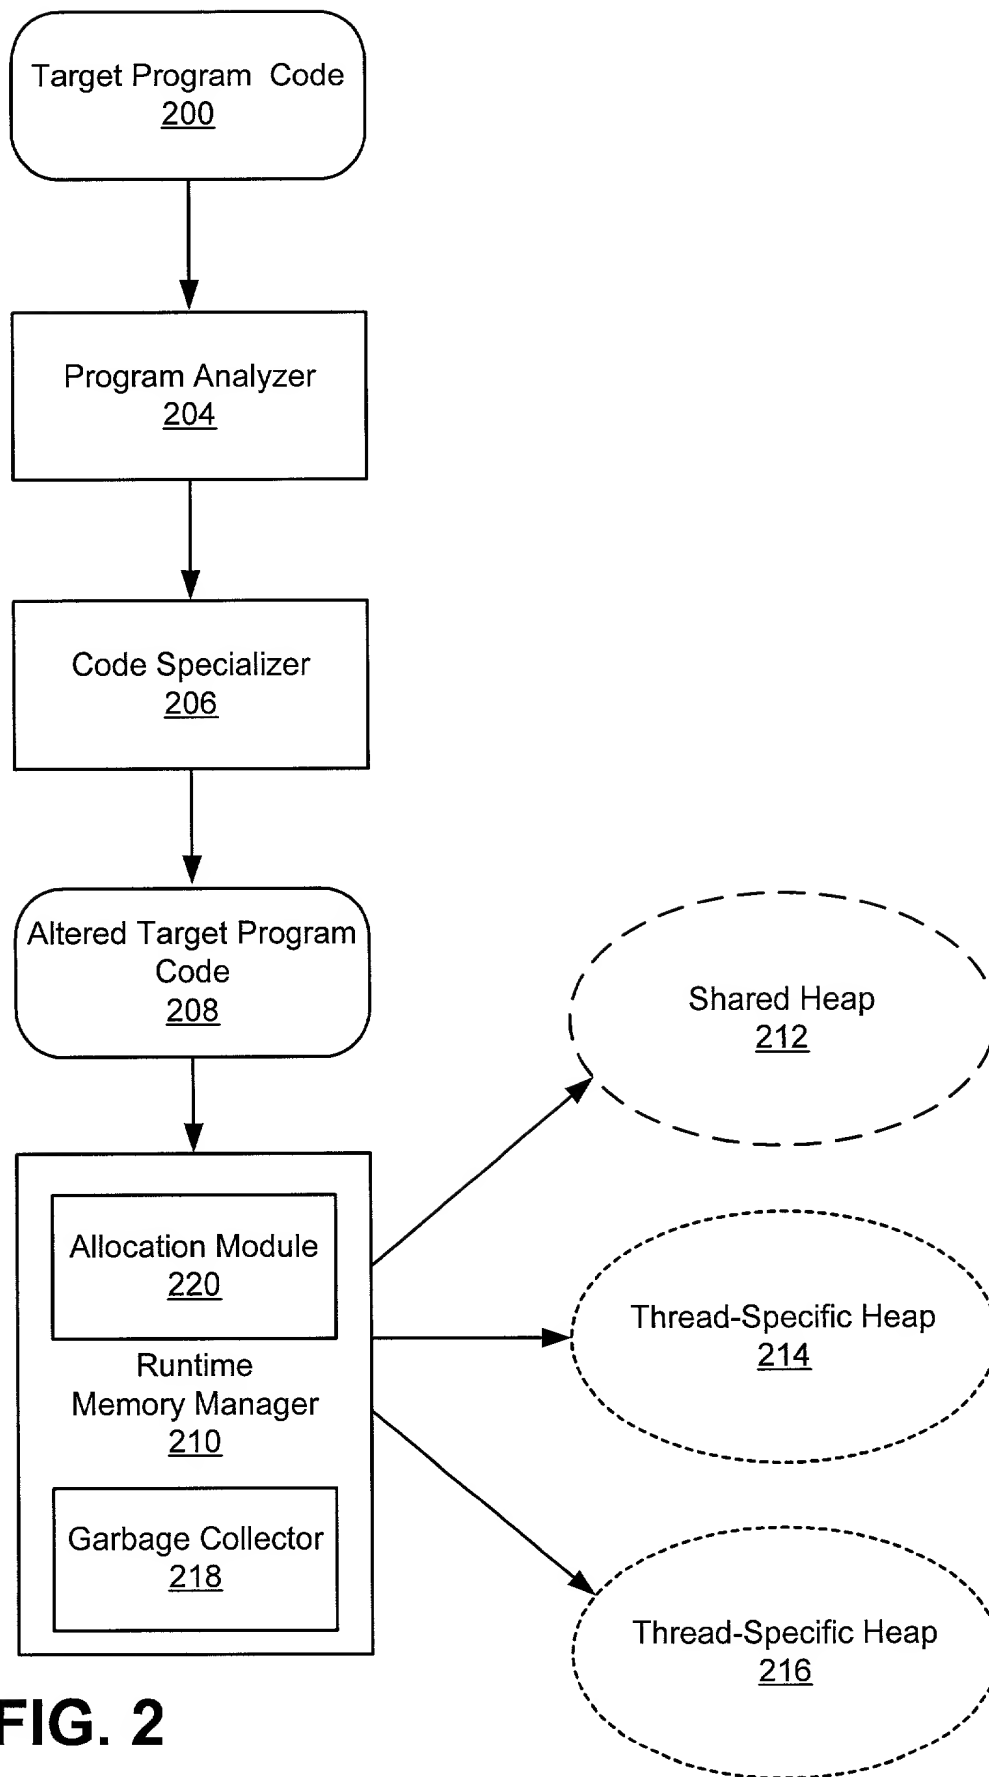 Target Program Code
200
Program Analyzer
204
Code Specializer
206
Altered Target Program
Code
208
Shared Heap
212
Allocation Module
220
Runtime
Memory Manager
210
Garbage Collector
218
Thread-Specific Heap
214
Thread-Specific Heap
216
FIG. 2